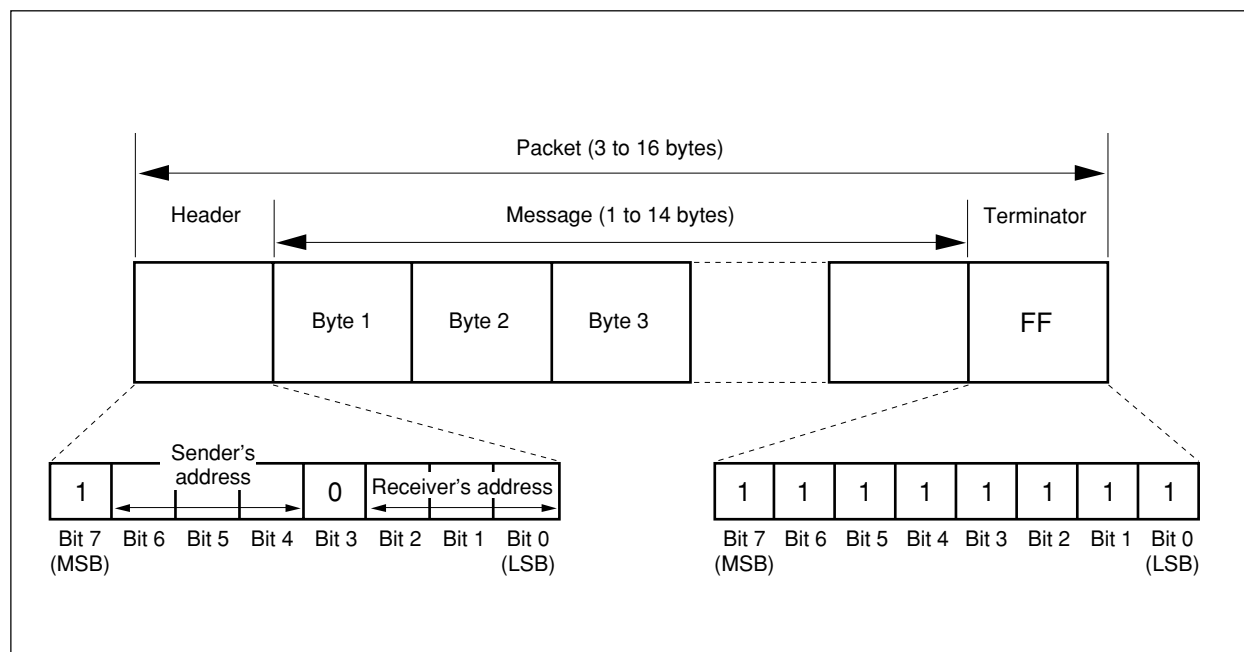 Packet (3 to 16 bytes)
Header Message (1 to 14 bytes) Terminator
Byte 1 Byte 2 Byte 3 FF
Sender's
address
1 0 Receiver's address
Bit 7 Bit 6 Bit 5 Bit 4 Bit 3 Bit 2 Bit 1 Bit 0
(MSB) (LSB)
1 1 1 1 1 1 1 1
Bit 7 Bit 6 Bit 5 Bit 4 Bit 3 Bit 2 Bit 1 Bit 0
(MSB) (LSB)